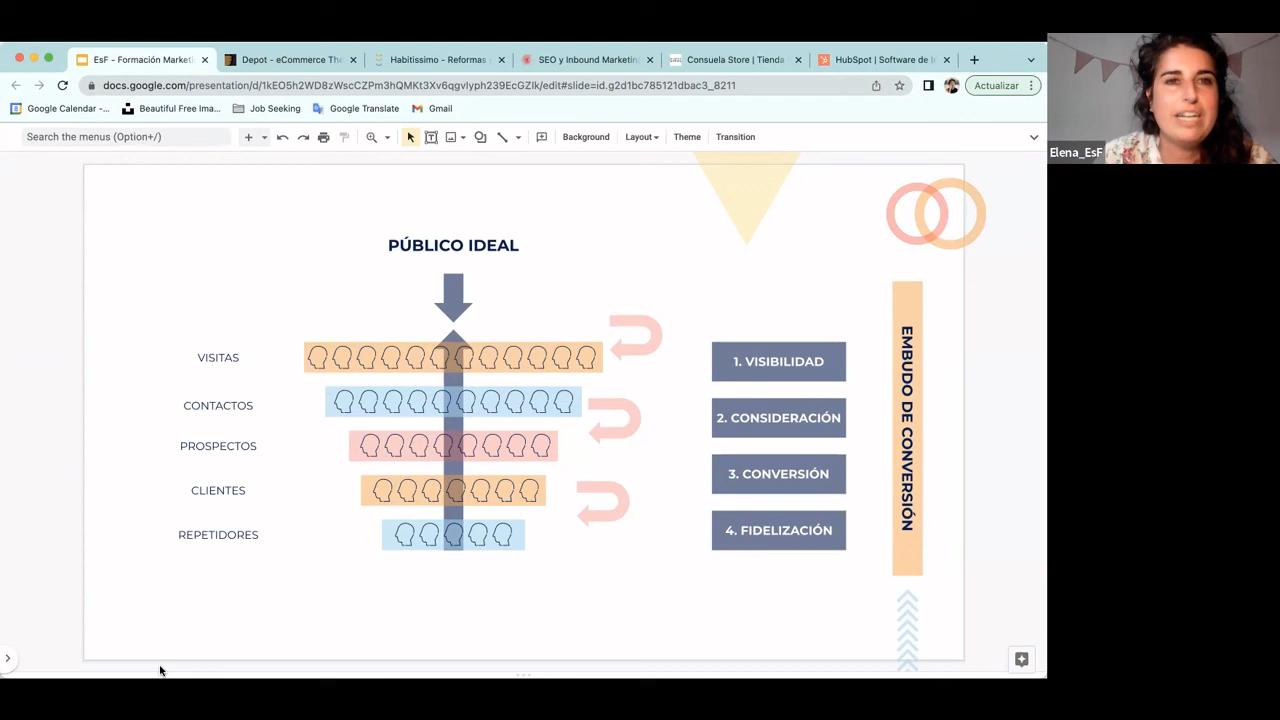 EsF - Formación Marketi
Depot - eCommerce The
Habitissimo - Reformas y
SEO y Inbound Marketing
Consuela Store | Tienda
HubSpot | Software de I
docs.google.com/presentation/d/1kEO5h2WD8zWscCZPm3hQMKt3Xv6qgvlph239EcGZIk/edit#slide=id.g2d1bc785121dbac3_8211
Actualizar
Google Calendar -...
Beautiful Free Ima...
Job Seeking
Google Translate
Gmail
Search the menus (Option+/)
Background
Layout
Theme
Transition
Elena_EsF
PÚBLICO IDEAL
VISITAS
CONTACTOS
PROSPECTOS
CLIENTES
REPETIDORES
1. VISIBILIDAD
2. CONSIDERACIÓN
3. CONVERSIÓN
4. FIDELIZACIÓN
EMBUDO DE CONVERSIÓN